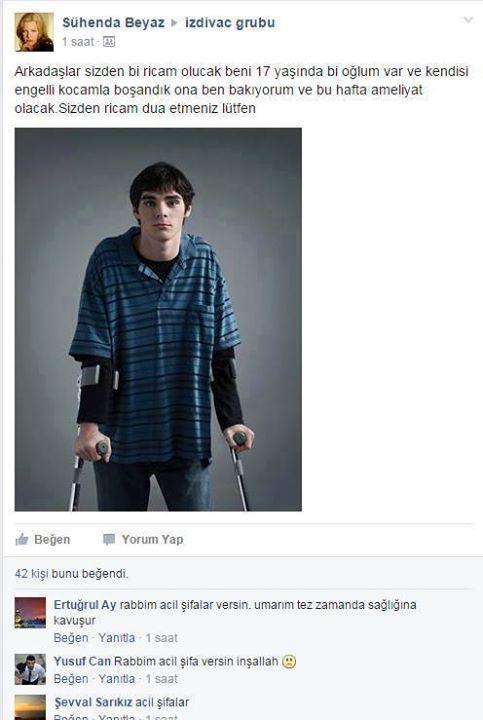 Sühenda Beyaz ▸ izdivac grubu
1 saat ·
Arkadaşlar sizden bi ricam olucak beni 17 yaşında bi oğlum var ve kendisi
engelli kocamla boşandık ona ben bakıyorum ve bu hafta ameliyat
olacak.Sizden ricam dua etmeniz lütfen
Beğen Yorum Yap
42 kişi bunu beğendi.
Ertuğrul Ay rabbim acil şifalar versin. umarım tez zamanda sağlığına
kavuşur
Beğen · Yanıtla · 1 saat
Yusuf Can Rabbim acil şifa versin inşallah
Beğen · Yanıtla · 1 saat
Şevval Sarıkız acil şifalar
Beğen · Yanıtla · 1 saat